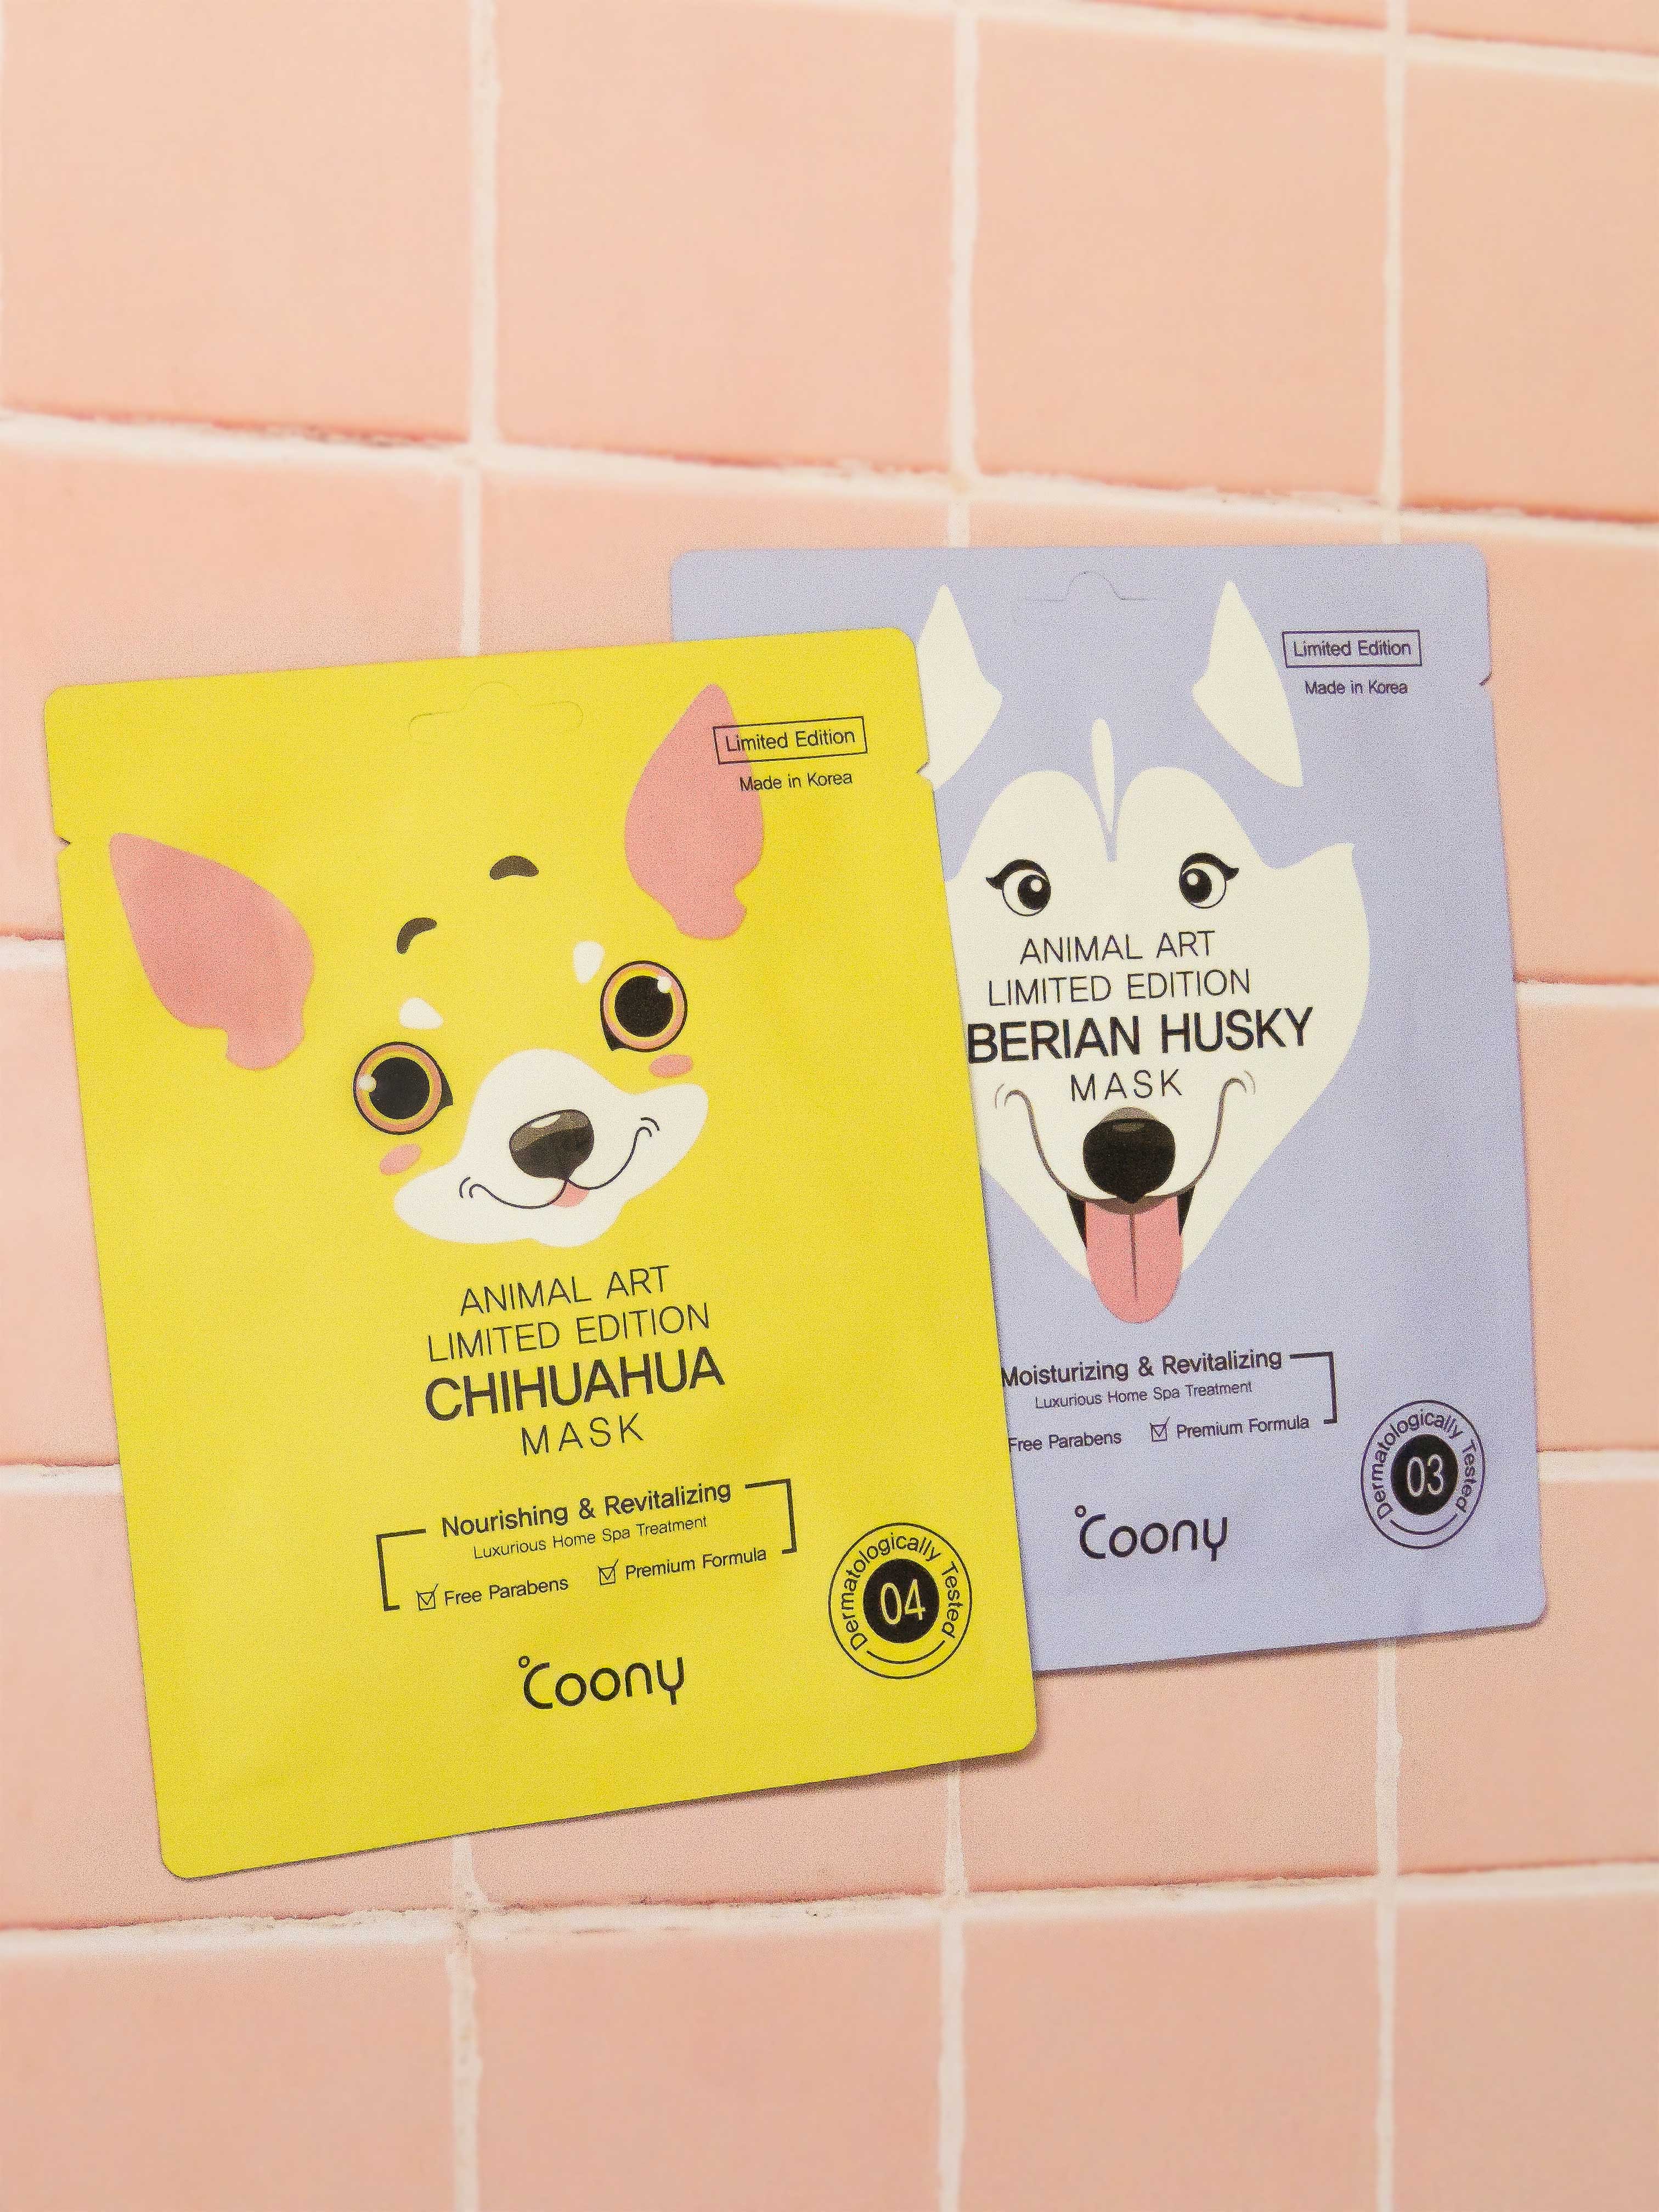 Limited Edition
Made in Korea
ANIMAL ART
LIMITED EDITION
CHIHUAHUA
MASK
Nourishing & Revitalizing
Luxurious Home Spa Treatment
Free Parabens Premium Formula
Dermatologically Tested
04
Coony
Limited Edition
Made in Korea
ANIMAL ART
LIMITED EDITION
BERIAN HUSKY
MASK
Moisturizing & Revitalizing
Luxurious Home Spa Treatment
Free Parabens Premium Formula
Dermatologically Tested
03
Coony